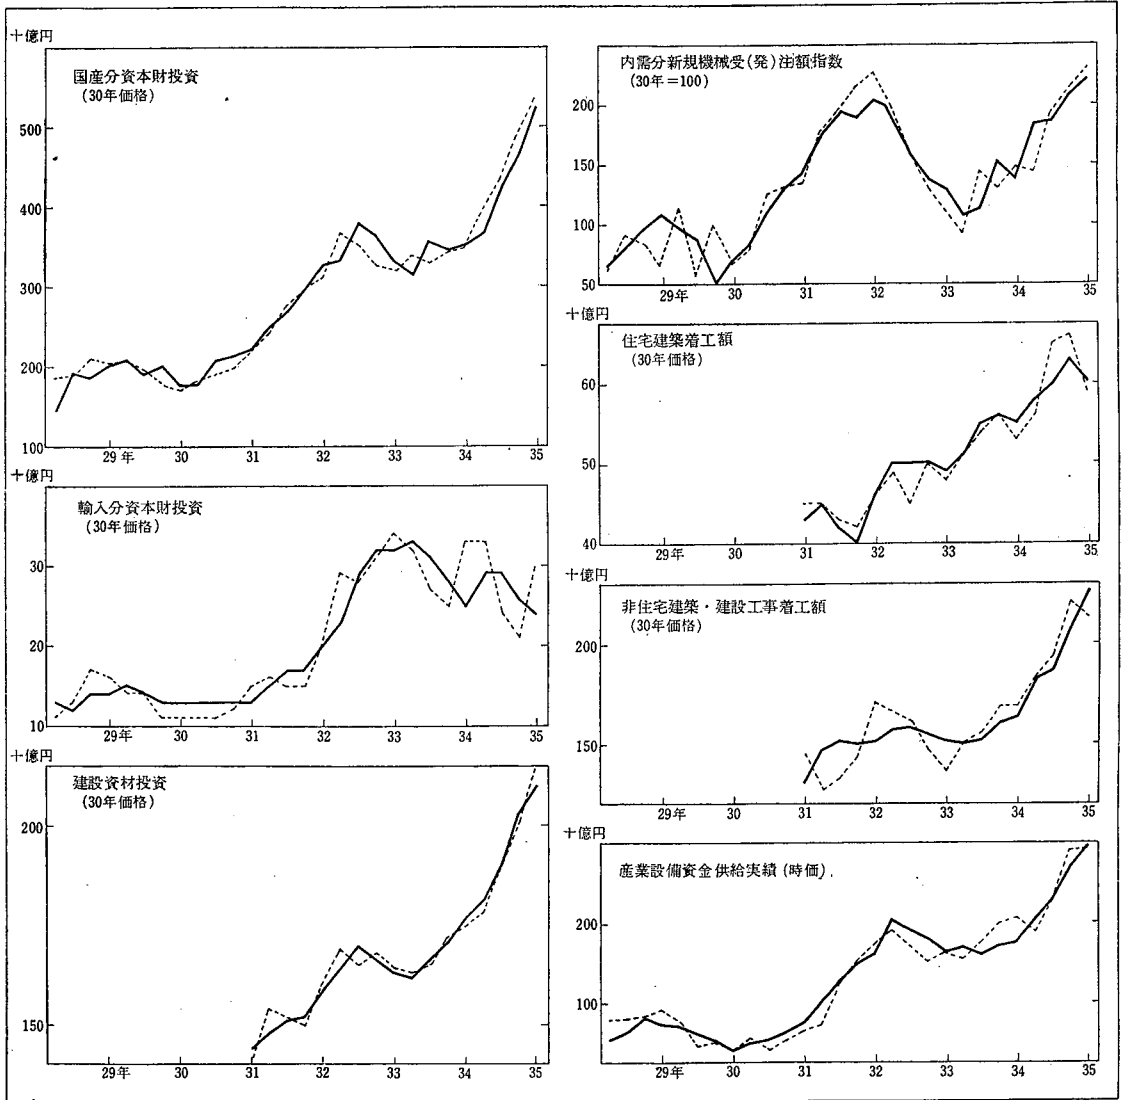 十億円
国産分資本財投資
(30年価格)
500
400
300
200
100
29年 30 31 32 33 34 35
十億円
輸入分資本財投資
(30年価格)
30
20
10
29年 30 31 32 33 34 35
十億円
建設資材投資
(30年価格)
200
150
29年 30 31 32 33 34 35
内需分新規機械受(発)注額指数
(30年=100)
200
150
100
50
29年 30 31 32 33 34 35
十億円
住宅建築着工額
(30年価格)
60
50
40
29年 30 31 32 33 34 35
十億円
非住宅建築・建設工事着工額
(30年価格)
200
150
29年 30 31 32 33 34 35
十億円
産業設備資金供給実績(時価)
200
100
29年 30 31 32 33 34 35